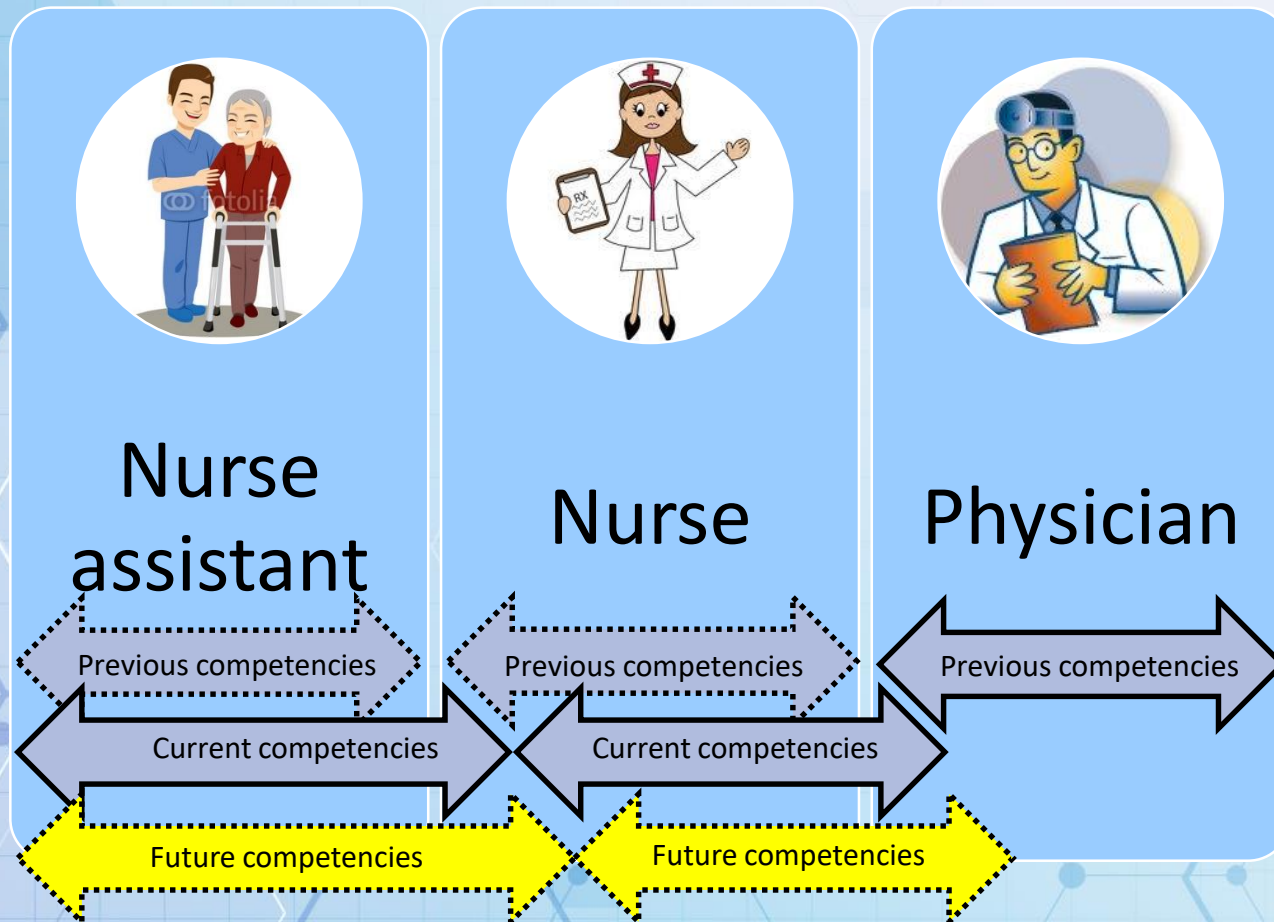 fotolia
RX
Nurse
assistant
Nurse
Physician
Previous competencies
Previous competencies
Previous competencies
Current competencies
Current competencies
Future competencies
Future competencies